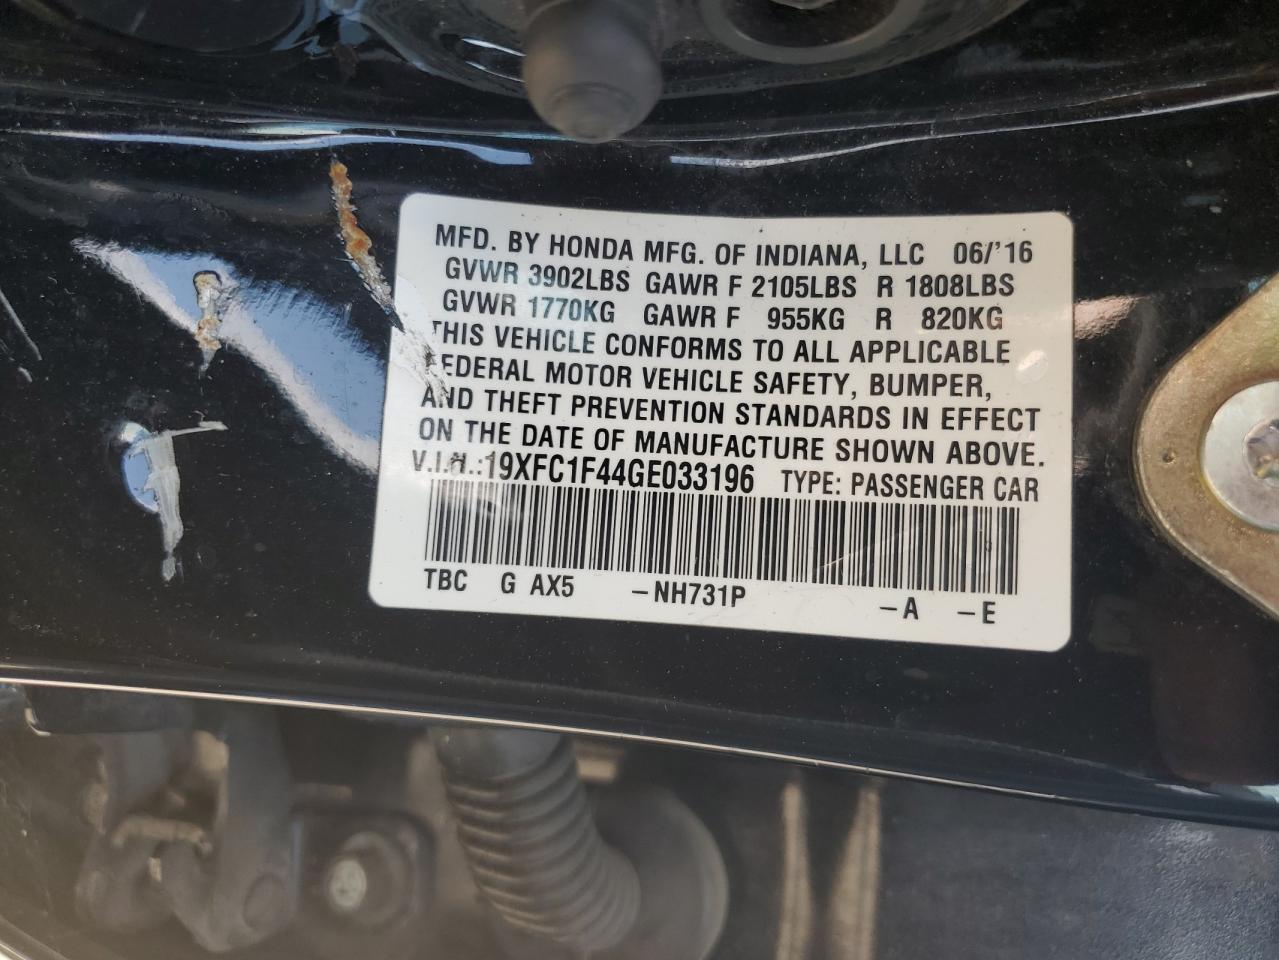 MFD. BY HONDA MFG. OF INDIANA, LLC 06/'16
GVWR 3902LBS GAWR F 2105LBS R 1808LBS
GVWR 1770KG GAWR F 955KG R 820KG
THIS VEHICLE CONFORMS TO ALL APPLICABLE
FEDERAL MOTOR VEHICLE SAFETY, BUMPER,
AND THEFT PREVENTION STANDARDS IN EFFECT
ON THE DATE OF MANUFACTURE SHOWN ABOVE.
V.I.N.:19XFC1F44GE033196 TYPE: PASSENGER CAR
TBC G AX5 –NH731P –A –E